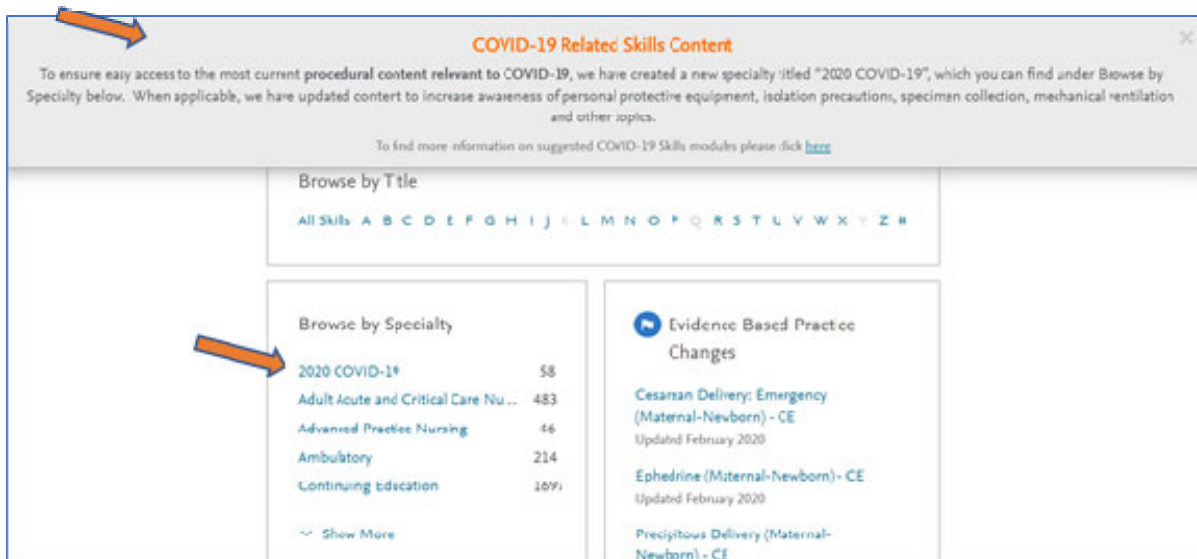 COVID-19 Related Skills Content
To ensure easy access to the most current procedural content relevant to COVID-19, we have created a new specialty titled "2020 COVID-19", which you can find under Browse by
Specialty below. When applicable, we have updated content to increase awareness of personal protective equipment, isolation precautions, specimen collection, mechanical ventilation
and other topics.
To find more information on suggested COVID-19 Skills modules please click here
Browse by Title
All Skills A B C D E F G H I J K L M N O P Q R S T U V W X Y Z #
Browse by Specialty
2020 COVID-19 58
Adult Acute and Critical Care Nu... 483
Advanced Practice Nursing 46
Ambulatory 214
Continuing Education
Show More
Evidence Based Practice
Changes
Cesarean Delivery: Emergency
(Maternal-Newborn) - CE
Updated February 2020
Ephedrine (Maternal-Newborn) - CE
Updated February 2020
Precipitous Delivery (Maternal-
Newborn) - CE